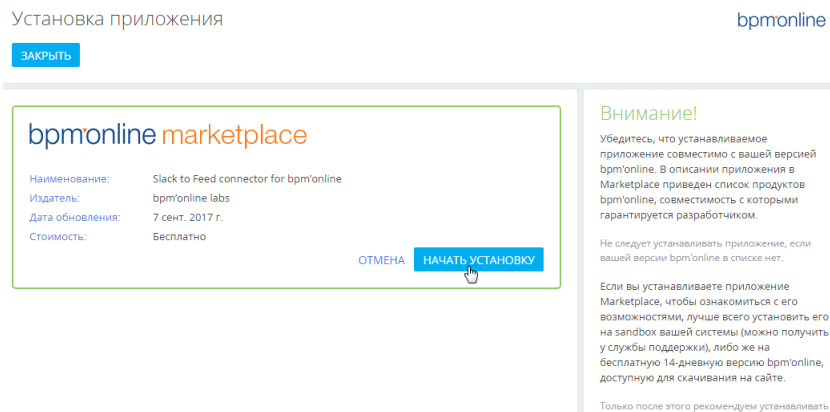 Установка приложения
bpm'online
ЗАКРЫТЬ
bpm'online marketplace
Наименование: Slack to Feed connector for bpm'online
Издатель: bpm'online labs
Дата обновления: 7 сент. 2017 г.
Стоимость: Бесплатно
ОТМЕНА НАЧАТЬ УСТАНОВКУ
Внимание!
Убедитесь, что устанавливаемое
приложение совместимо с вашей версией
bpm'online. В описании приложения в
Marketplace приведен список продуктов
bpm'online, совместимость с которыми
гарантируется разработчиком.
Не следует устанавливать приложение, если
вашей версии bpm'online в списке нет.
Если вы устанавливаете приложение
Marketplace, чтобы ознакомиться с его
возможностями, лучше всего установить его
на sandbox вашей системы (можно получить
у службы поддержки), либо же на
бесплатную 14-дневную версию bpm'online,
доступную для скачивания на сайте.
Только после этого рекомендуем устанавливать